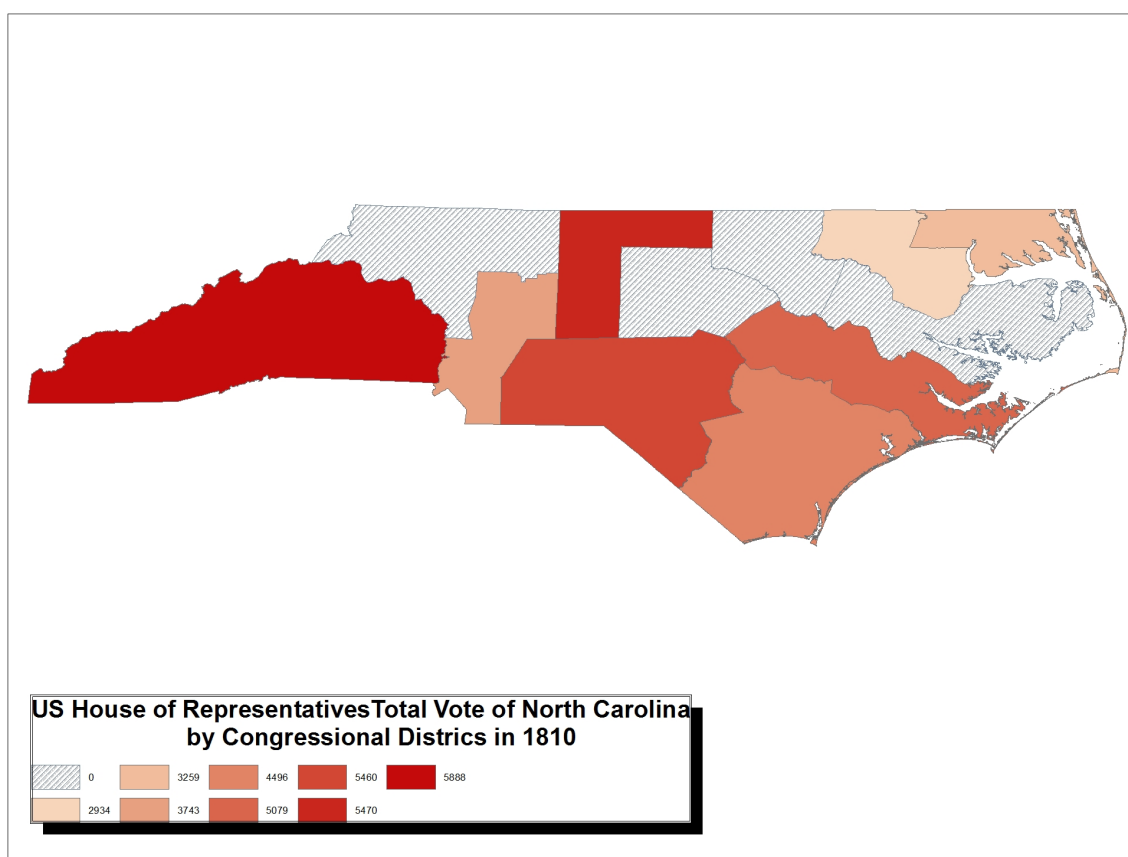 US House of RepresentativesTotal Vote of North Carolina
by Congressional Districs in 1810
0 3259 4496 5460 5888
2934 3743 5079 5470